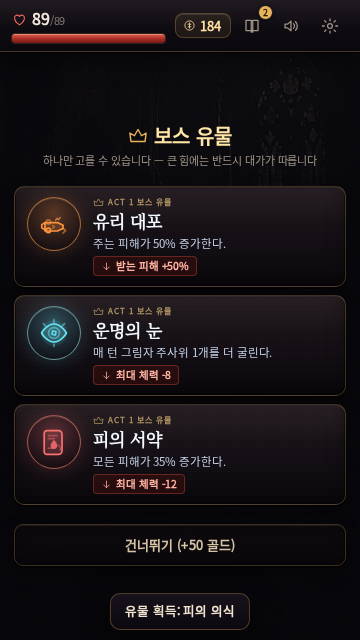 89/89
184
2
보스 유물
하나만 고를 수 있습니다 — 큰 힘에는 반드시 대가가 따릅니다
ACT 1 보스 유물
유리 대포
주는 피해가 50% 증가한다.
↓ 받는 피해 +50%
ACT 1 보스 유물
운명의 눈
매 턴 그림자 주사위 1개를 더 굴린다.
↓ 최대 체력 -8
ACT 1 보스 유물
피의 서약
모든 피해가 35% 증가한다.
↓ 최대 체력 -12
건너뛰기 (+50 골드)
유물 획득: 피의 의식